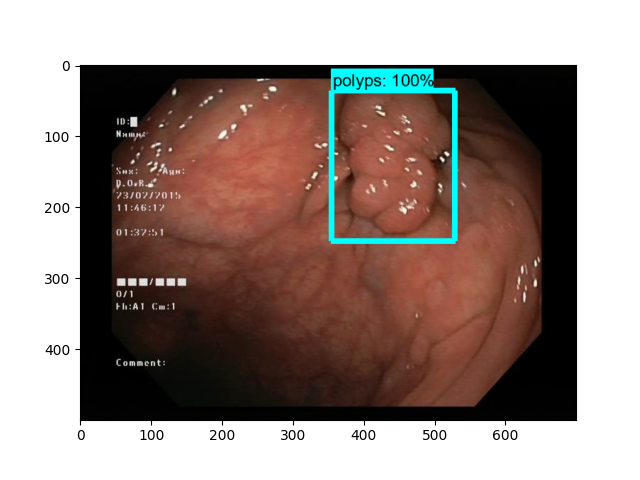 polyps: 100%
ID:
Name:
Sex: Age:
D.O.B.:
23/02/2015
11:46:12
01:32:51
■■■/■■■
0/1
Eh:A1 Cm:1
Comment:
0
100
200
300
400
0 100 200 300 400 500 600